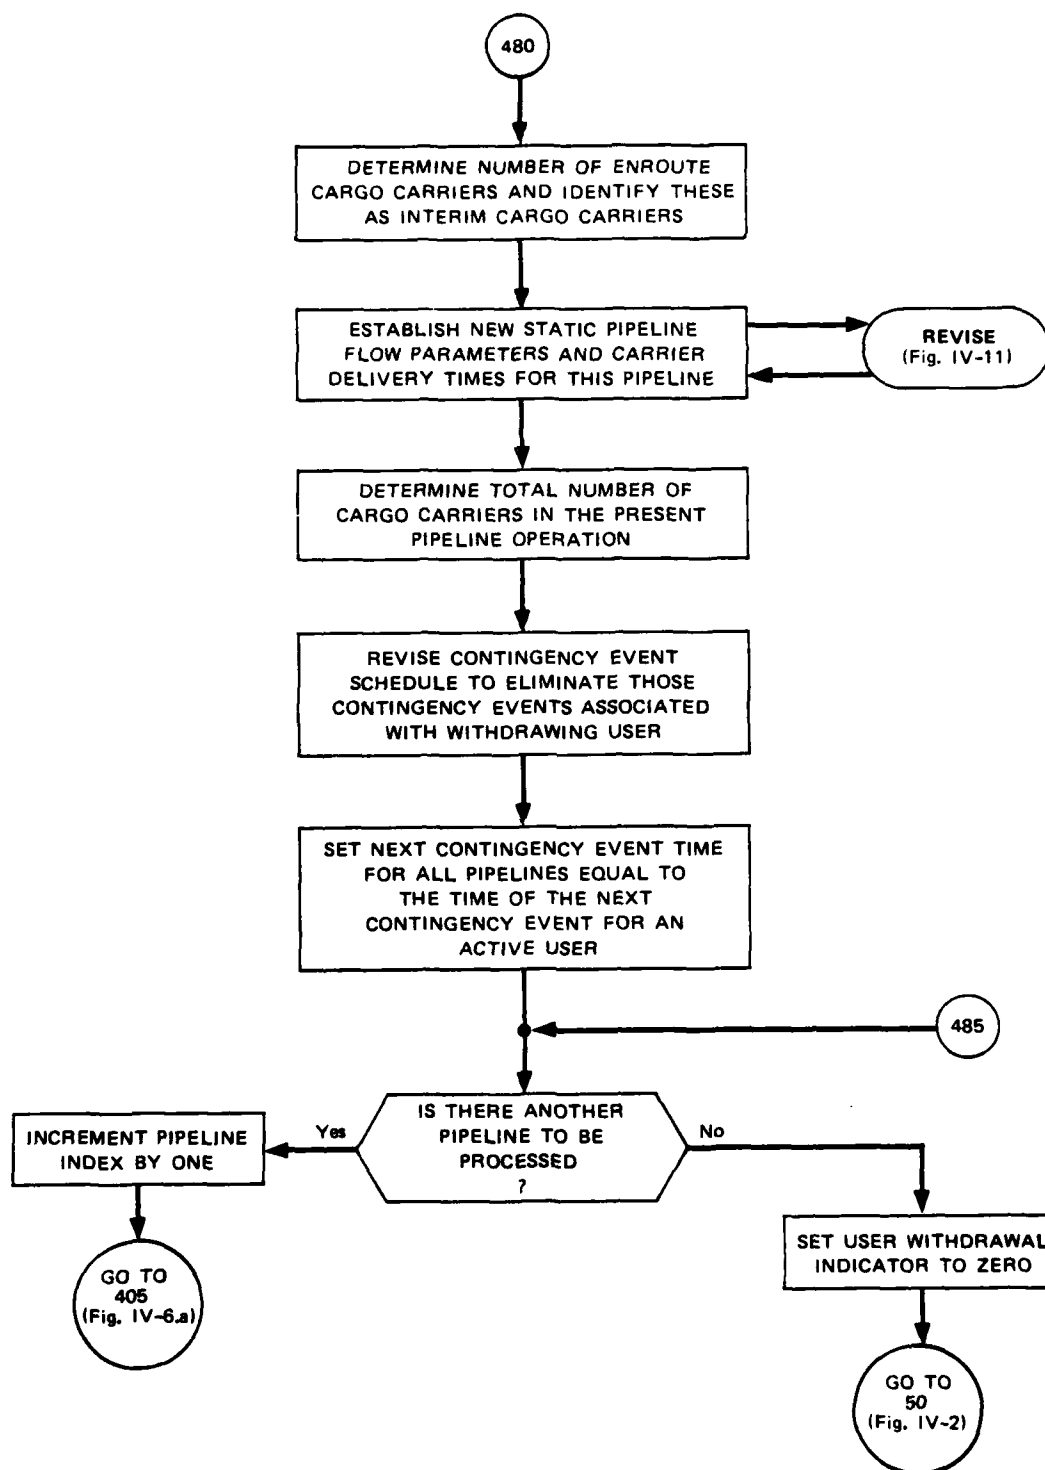 480
DETERMINE NUMBER OF ENROUTE
CARGO CARRIERS AND IDENTIFY THESE
AS INTERIM CARGO CARRIERS
ESTABLISH NEW STATIC PIPELINE
FLOW PARAMETERS AND CARRIER
DELIVERY TIMES FOR THIS PIPELINE
REVISE
(Fig. IV-11)
DETERMINE TOTAL NUMBER OF
CARGO CARRIERS IN THE PRESENT
PIPELINE OPERATION
REVISE CONTINGENCY EVENT
SCHEDULE TO ELIMINATE THOSE
CONTINGENCY EVENTS ASSOCIATED
WITH WITHDRAWING USER
SET NEXT CONTINGENCY EVENT TIME
FOR ALL PIPELINES EQUAL TO
THE TIME OF THE NEXT
CONTINGENCY EVENT FOR AN
ACTIVE USER
485
IS THERE ANOTHER
PIPELINE TO BE
PROCESSED
?
Yes
No
INCREMENT PIPELINE
INDEX BY ONE
GO TO
405
(Fig. IV-6.a)
SET USER WITHDRAWAL
INDICATOR TO ZERO
GO TO
50
(Fig. IV-2)